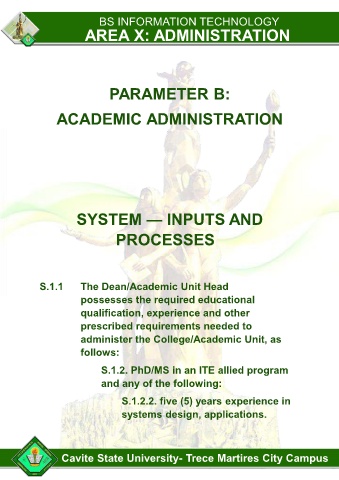 BS INFORMATION TECHNOLOGY
AREA X: ADMINISTRATION
PARAMETER B:
ACADEMIC ADMINISTRATION
SYSTEM — INPUTS AND
PROCESSES
S.1.1 The Dean/Academic Unit Head
possesses the required educational
qualification, experience and other
prescribed requirements needed to
administer the College/Academic Unit, as
follows:
S.1.2. PhD/MS in an ITE allied program
and any of the following:
S.1.2.2. five (5) years experience in
systems design, applications.
Cavite State University- Trece Martires City Campus